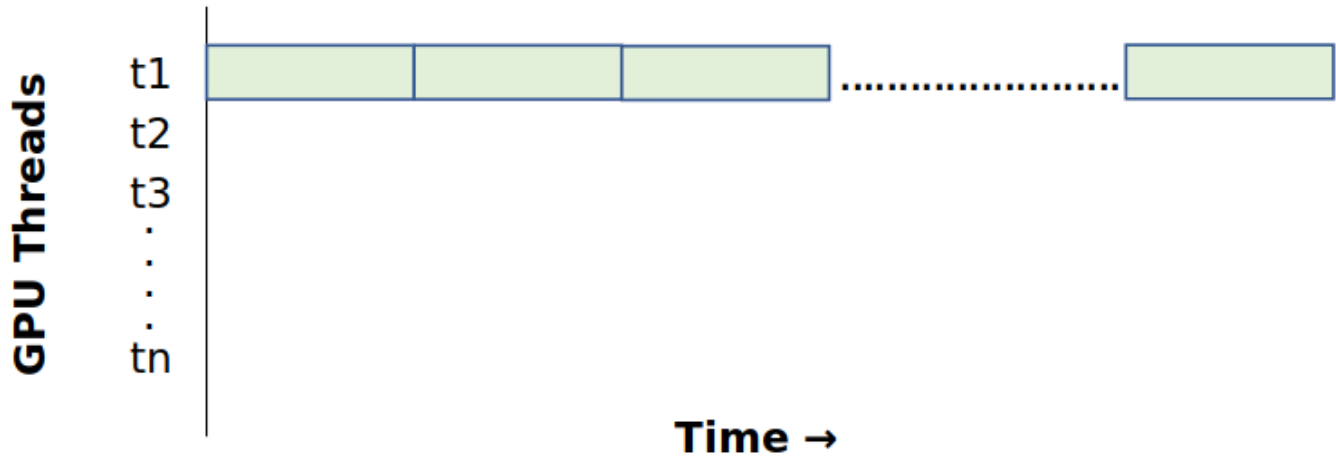 GPU Threads
t1
t2
t3
.
.
.
.
tn
Time →